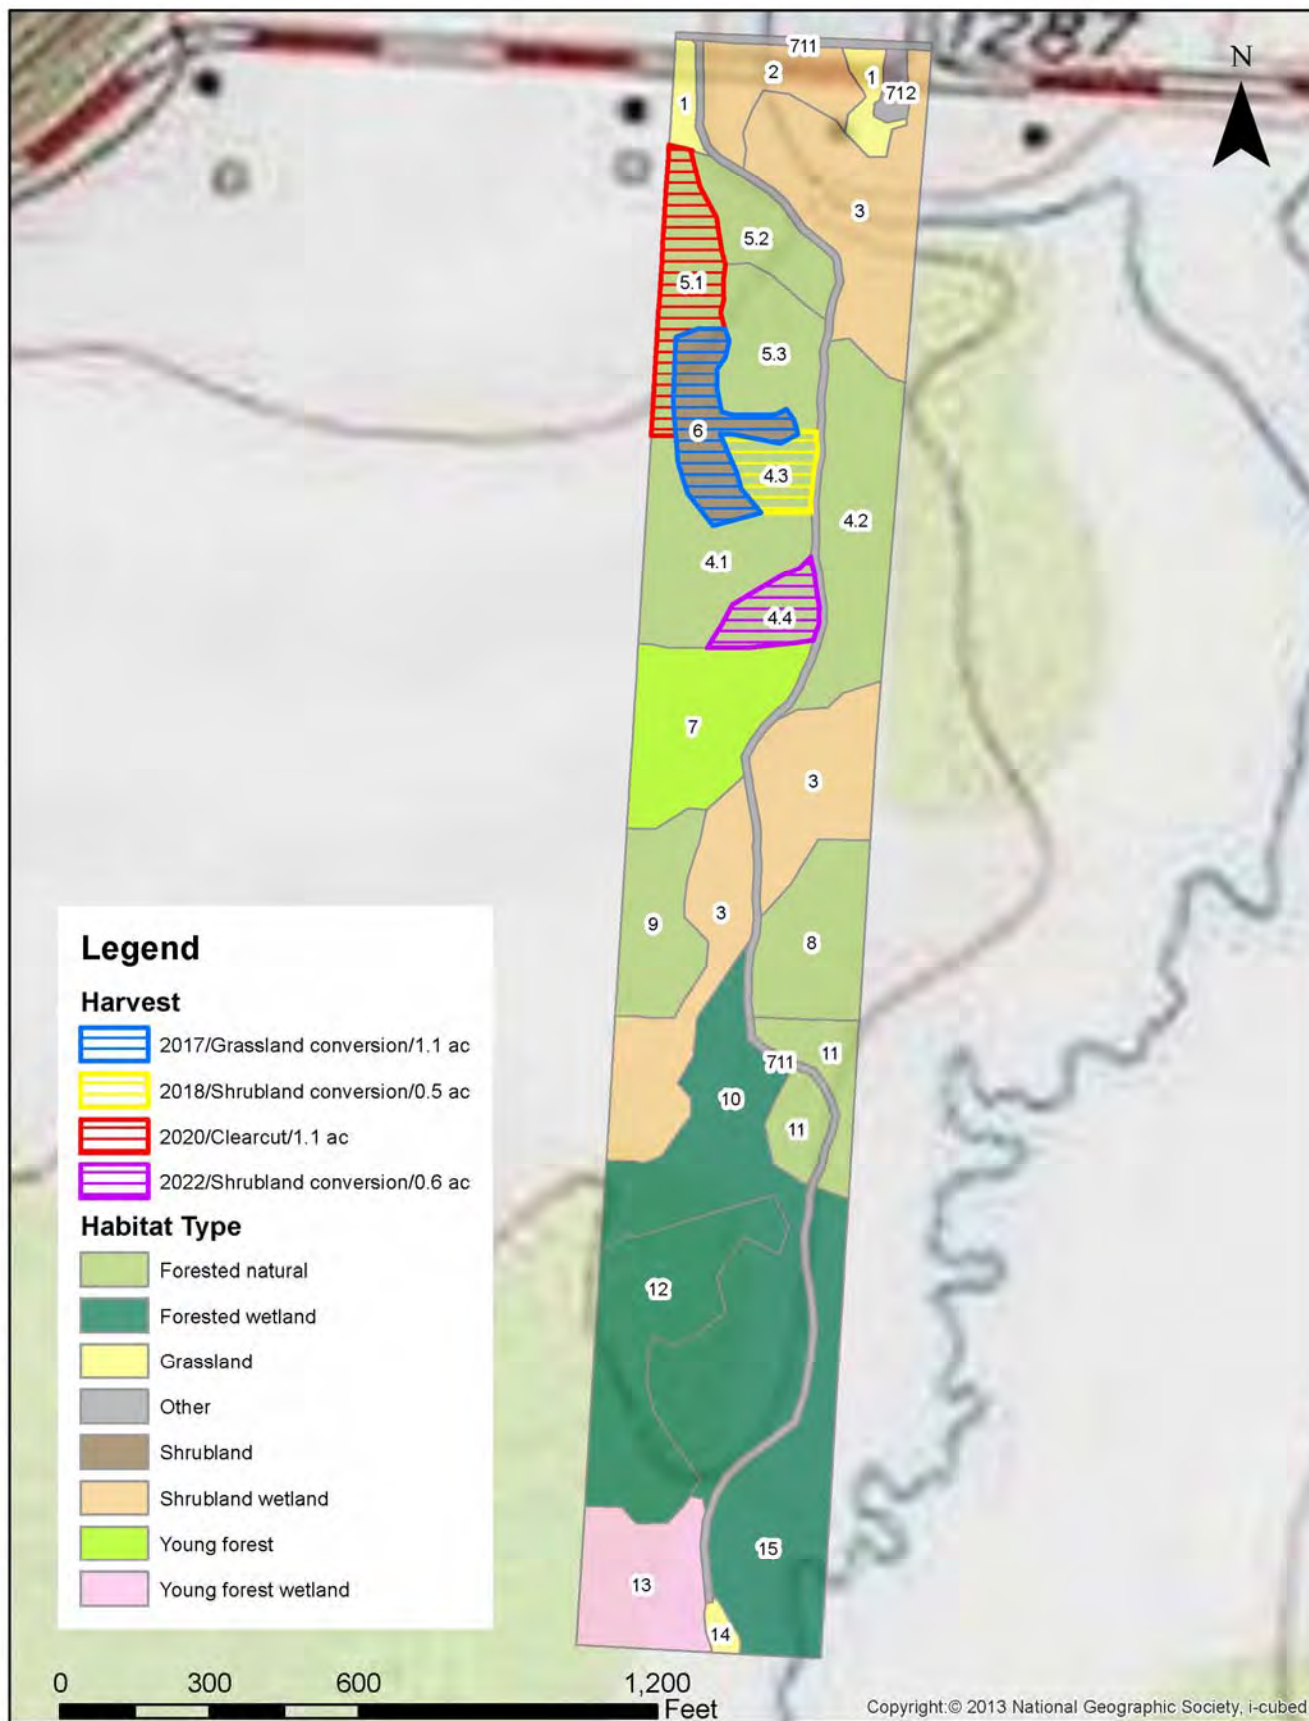 1287
711
2
1
712
N
1
3
5.2
5.1
5.3
6
4.3
4.2
4.1
4.4
7
3
3
9
8
11
711
10
11
12
15
13
14
Legend
Harvest
2017/Grassland conversion/1.1 ac
2018/Shrubland conversion/0.5 ac
2020/Clearcut/1.1 ac
2022/Shrubland conversion/0.6 ac
Habitat Type
Forested natural
Forested wetland
Grassland
Other
Shrubland
Shrubland wetland
Young forest
Young forest wetland
0 300 600 1,200
Feet
Copyright:© 2013 National Geographic Society, i-cubed